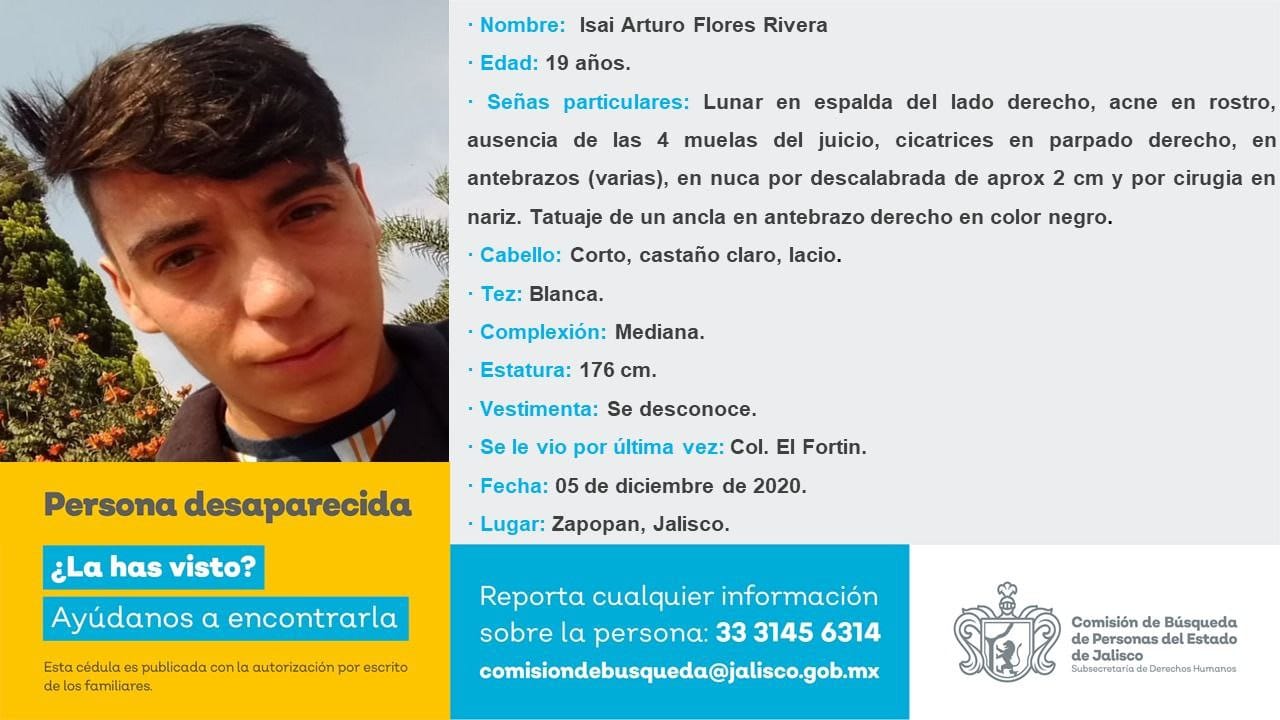 · Nombre: Isai Arturo Flores Rivera
· Edad: 19 años.
· Señas particulares: Lunar en espalda del lado derecho, acne en rostro,
ausencia de las 4 muelas del juicio, cicatrices en parpado derecho, en
antebrazos (varias), en nuca por descalabrada de aprox 2 cm y por cirugia en
nariz. Tatuaje de un ancla en antebrazo derecho en color negro.
· Cabello: Corto, castaño claro, lacio.
· Tez: Blanca.
· Complexión: Mediana.
· Estatura: 176 cm.
· Vestimenta: Se desconoce.
· Se le vio por última vez: Col. El Fortin.
· Fecha: 05 de diciembre de 2020.
· Lugar: Zapopan, Jalisco.
Persona desaparecida
¿La has visto?
Ayúdanos a encontrarla
Esta cédula es publicada con la autorización por escrito
de los familiares.
Reporta cualquier información
sobre la persona: 33 3145 6314
comisiondebusqueda@jalisco.gob.mx
Comisión de Búsqueda
de Personas del Estado
de Jalisco
Subsecretaría de Derechos Humanos